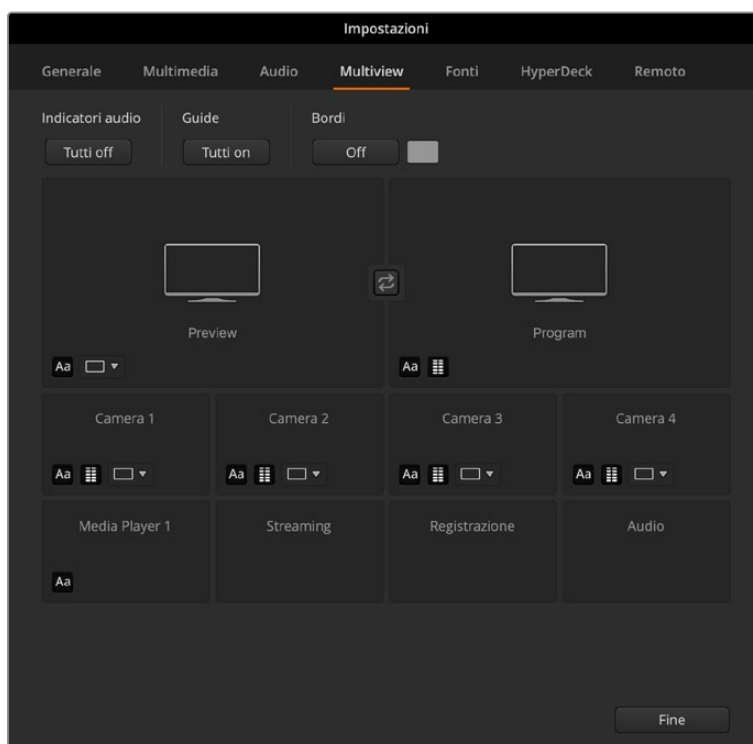 Impostazioni
Generale Multimedia Audio Multiview Fonti HyperDeck Remoto
Indicatori audio Guide Bordi
Tutti off Tutti on Off
Preview Program
Aa Aa
Camera 1 Camera 2 Camera 3 Camera 4
Aa Aa Aa Aa
Media Player 1 Streaming Registrazione Audio
Aa
Fine